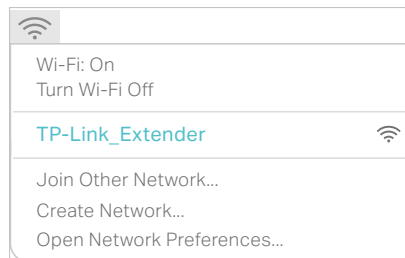 Wi-Fi: On
Turn Wi-Fi Off
TP-Link_Extender
Join Other Network...
Create Network...
Open Network Preferences...